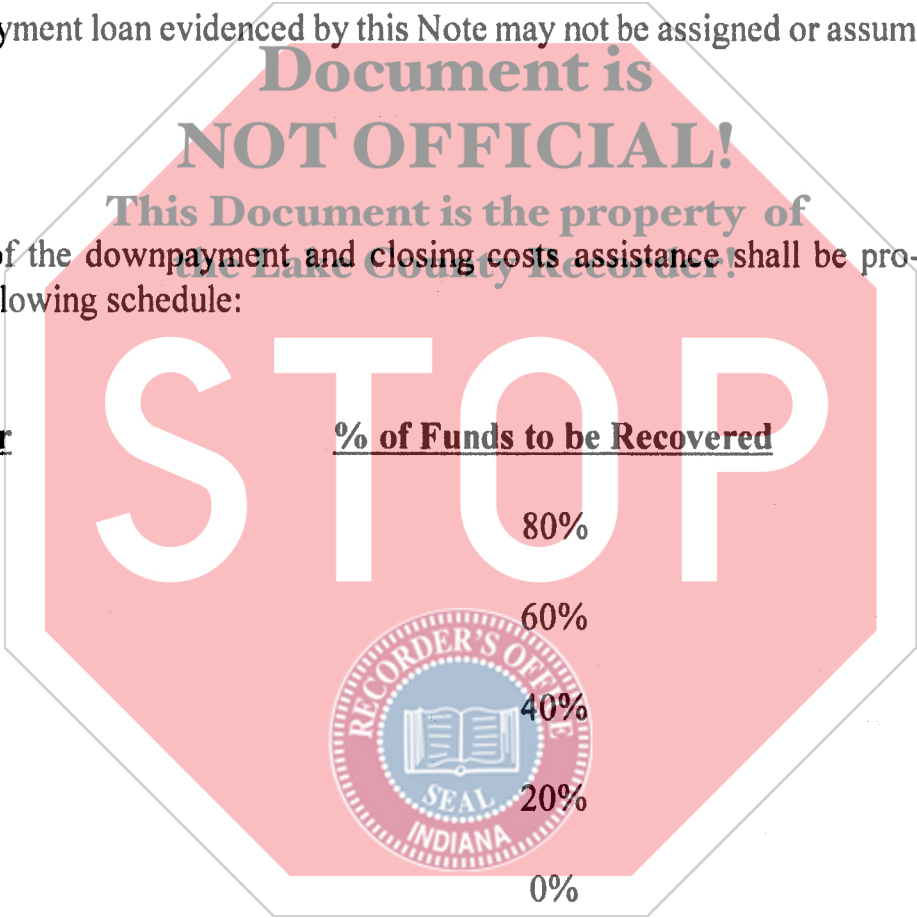 yment loan evidenced by this Note may not be assigned or assum
Document is
NOT OFFICIAL!
This Document is the property of
the Lake County Recorder!
f the downpayment and closing costs assistance shall be pro-
lowing schedule:
STOP
r % of Funds to be Recovered
80%
60%
40%
20%
0%
RECORDER'S OFFICE
SEAL
INDIANA